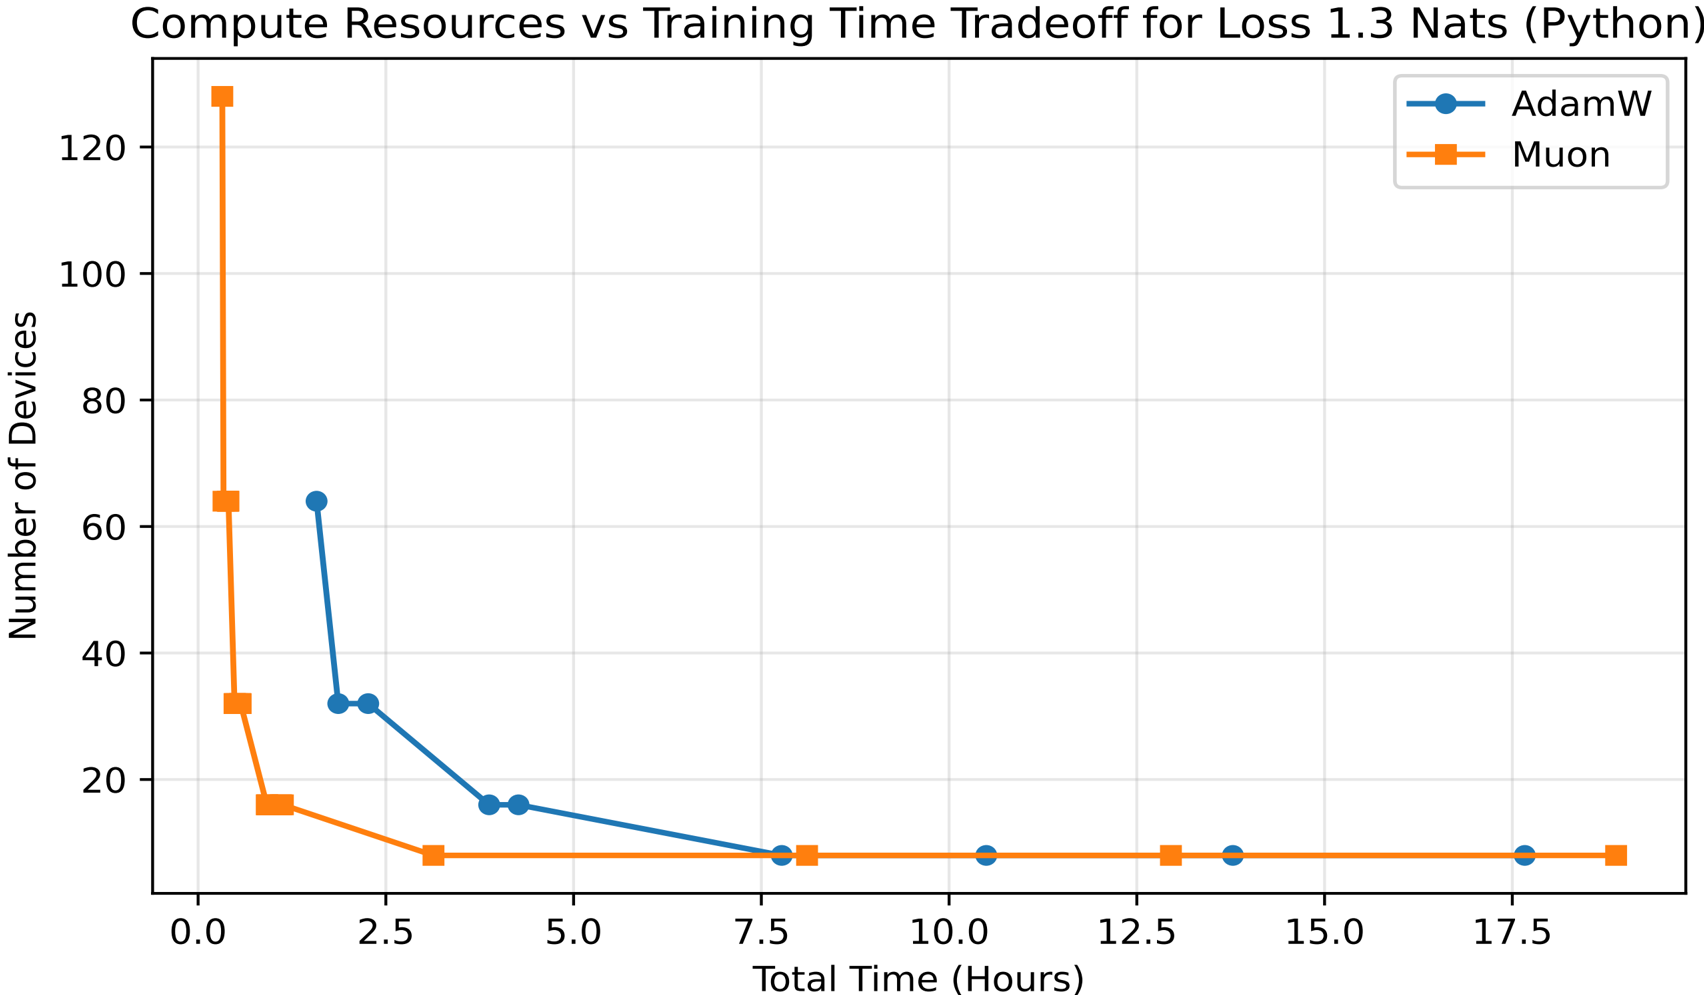 Compute Resources vs Training Time Tradeoff for Loss 1.3 Nats (Python)
AdamW
Muon
Number of Devices
120
100
80
60
40
20
0.0 2.5 5.0 7.5 10.0 12.5 15.0 17.5
Total Time (Hours)